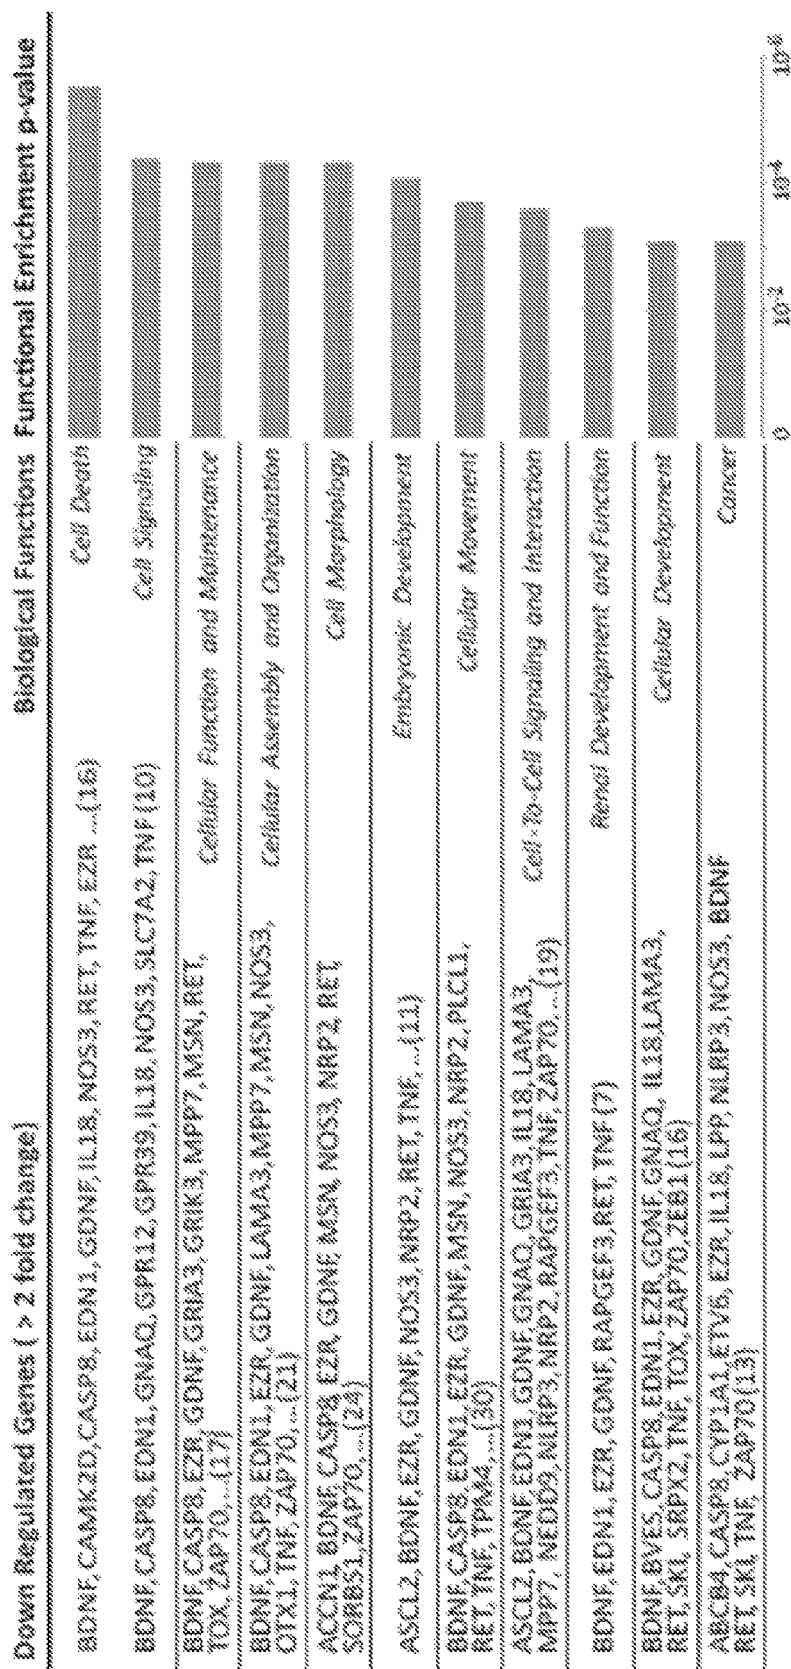 Down Regulated Genes ( > 2 fold change) Biological Functions Functional Enrichment p-value
BDNF, CAMK2D, CASP8, EDN1, GDNF, IL18, NOS3, RET, TNF, EZR ...(16) Cell Death
BDNF, CASP8, EDN1, GNAQ, GPR12, GPR39, IL18, NOS3, SLC7A2, TNF (10) Cell Signaling
BDNF, CASP8, EZR, GDNF, GRIA3, GRIK3, MPP7, MSN, RET,
TOX, ZAP70, ...(17) Cellular Function and Maintenance
BDNF, CASP8, EDN1, EZR, GDNF, LAMA3, MPP7, MSN, NOS3,
OTX1, TNF, ZAP70, ...(21) Cellular Assembly and Organization
ACCN1, BDNF, CASP8, EZR, GDNF, MSN, NOS3, NRP2, RET,
SORBS1, ZAP70, ...(24) Cell Morphology
ASCL2, BDNF, EZR, GDNF, NOS3, NRP2, RET, TNF, ...(11) Embryonic Development
BDNF, CASP8, EDN1, EZR, GDNF, MSN, NOS3, NRP2, PLCL1,
RET, TNF, TPM4, ...(30) Cellular Movement
ASCL2, BDNF, EDN1, GDNF, GNAQ, GRIA3, IL18, LAMA3,
MPP7, NEDD9, NLRP3, NRP2, RAPGEF3, TNF, ZAP70, ...(19) Cell-To-Cell Signaling and Interaction
BDNF, EDN1, EZR, GDNF, RAPGEF3, RET, TNF (7) Renal Development and Function
BDNF, BVES, CASP8, EDN1, EZR, GDNF, GNAQ, IL18, LAMA3,
RET, SKI, SRPX2, TNF, TOX, ZAP70, ZEB1 (16) Cellular Development
ABCB4, CASP8, CYP1A1, ETV6, EZR, IL18, LPP, NLRP3, NOS3, BDNF
RET, SKI, TNF, ZAP70 (13) Cancer
0 10-2 10-4 10-6